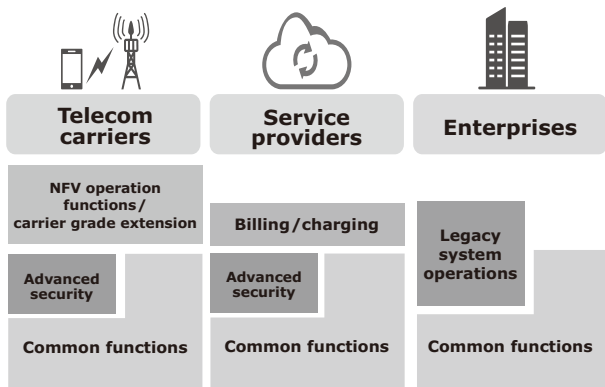 Telecom
carriers
Service
providers
Enterprises
NFV operation
functions/
carrier grade extension
Billing/charging
Legacy
system
operations
Advanced
security
Advanced
security
Common functions
Common functions
Common functions